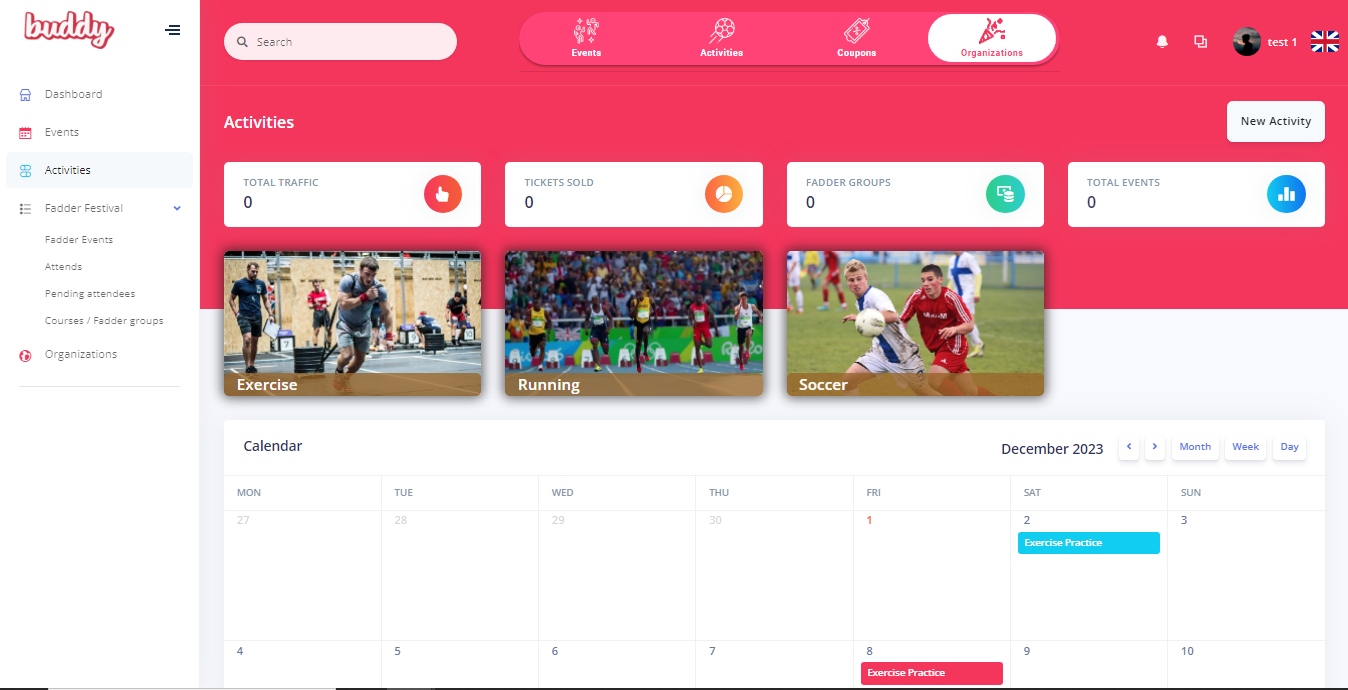 buddy
Search
Events
Activities
Coupons
Organizations
test 1
Dashboard
Events
Activities
Fadder Festival
Fadder Events
Attends
Pending attendees
Courses / Fadder groups
Organizations
Activities
New Activity
TOTAL TRAFFIC
0
TICKETS SOLD
0
FADDER GROUPS
0
TOTAL EVENTS
0
Exercise
Running
Soccer
Calendar
December 2023
Month
Week
Day
MON TUE WED THU FRI SAT SUN
27 28 29 30 1 2 3
Exercise Practice
4 5 6 7 8 9 10
Exercise Practice